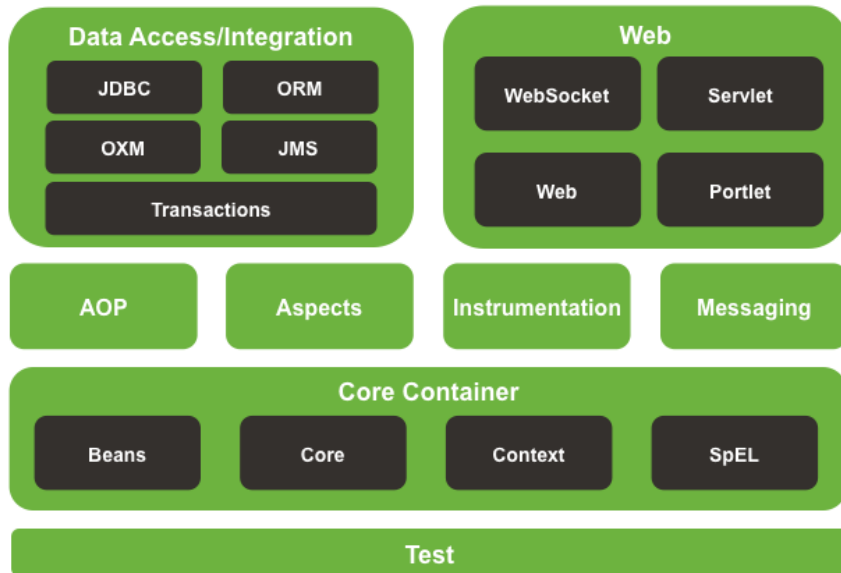 Data Access/Integration
JDBC
ORM
OXM
JMS
Transactions
Web
WebSocket
Servlet
Web
Portlet
AOP
Aspects
Instrumentation
Messaging
Core Container
Beans
Core
Context
SpEL
Test